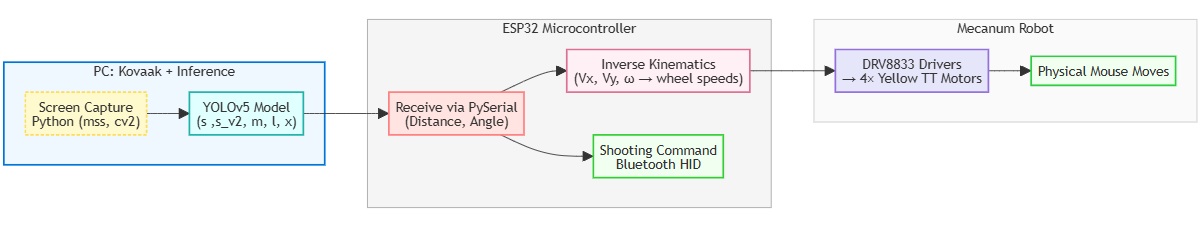 PC: Kovaak + Inference
Screen Capture
Python (mss, cv2)
YOLOv5 Model
(s ,s_v2, m, l, x)
ESP32 Microcontroller
Receive via PySerial
(Distance, Angle)
Inverse Kinematics
(Vx, Vy, ω → wheel speeds)
Shooting Command
Bluetooth HID
Mecanum Robot
DRV8833 Drivers
→ 4× Yellow TT Motors
Physical Mouse Moves